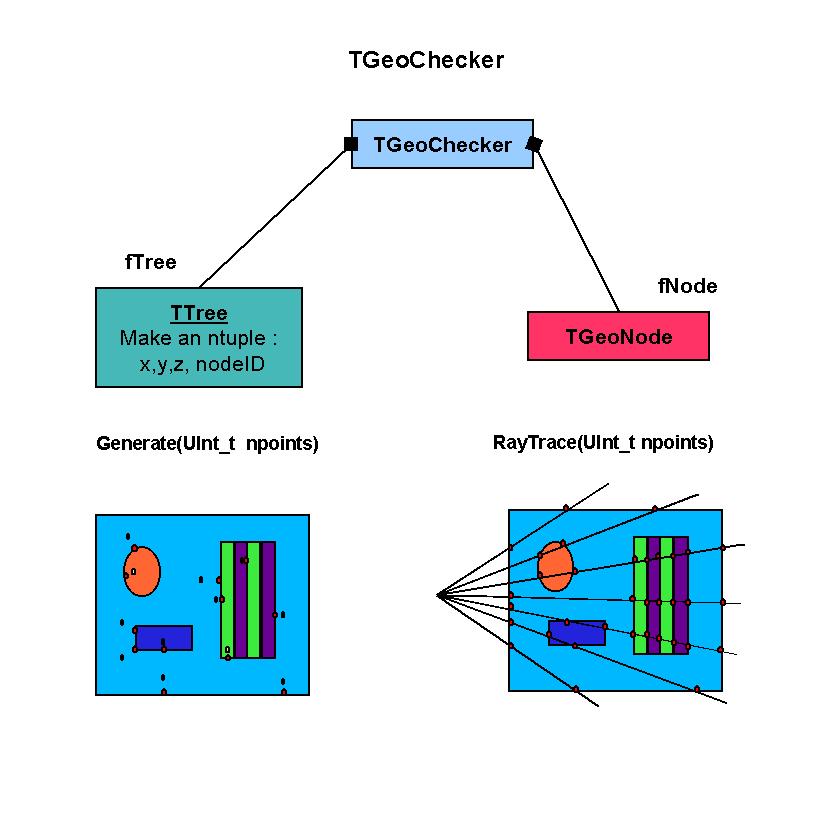 TGeoChecker
TGeoChecker
fTree
fNode
TTree
Make an ntuple :
x,y,z, nodeID
TGeoNode
Generate(UInt_t npoints)
RayTrace(UInt_t npoints)